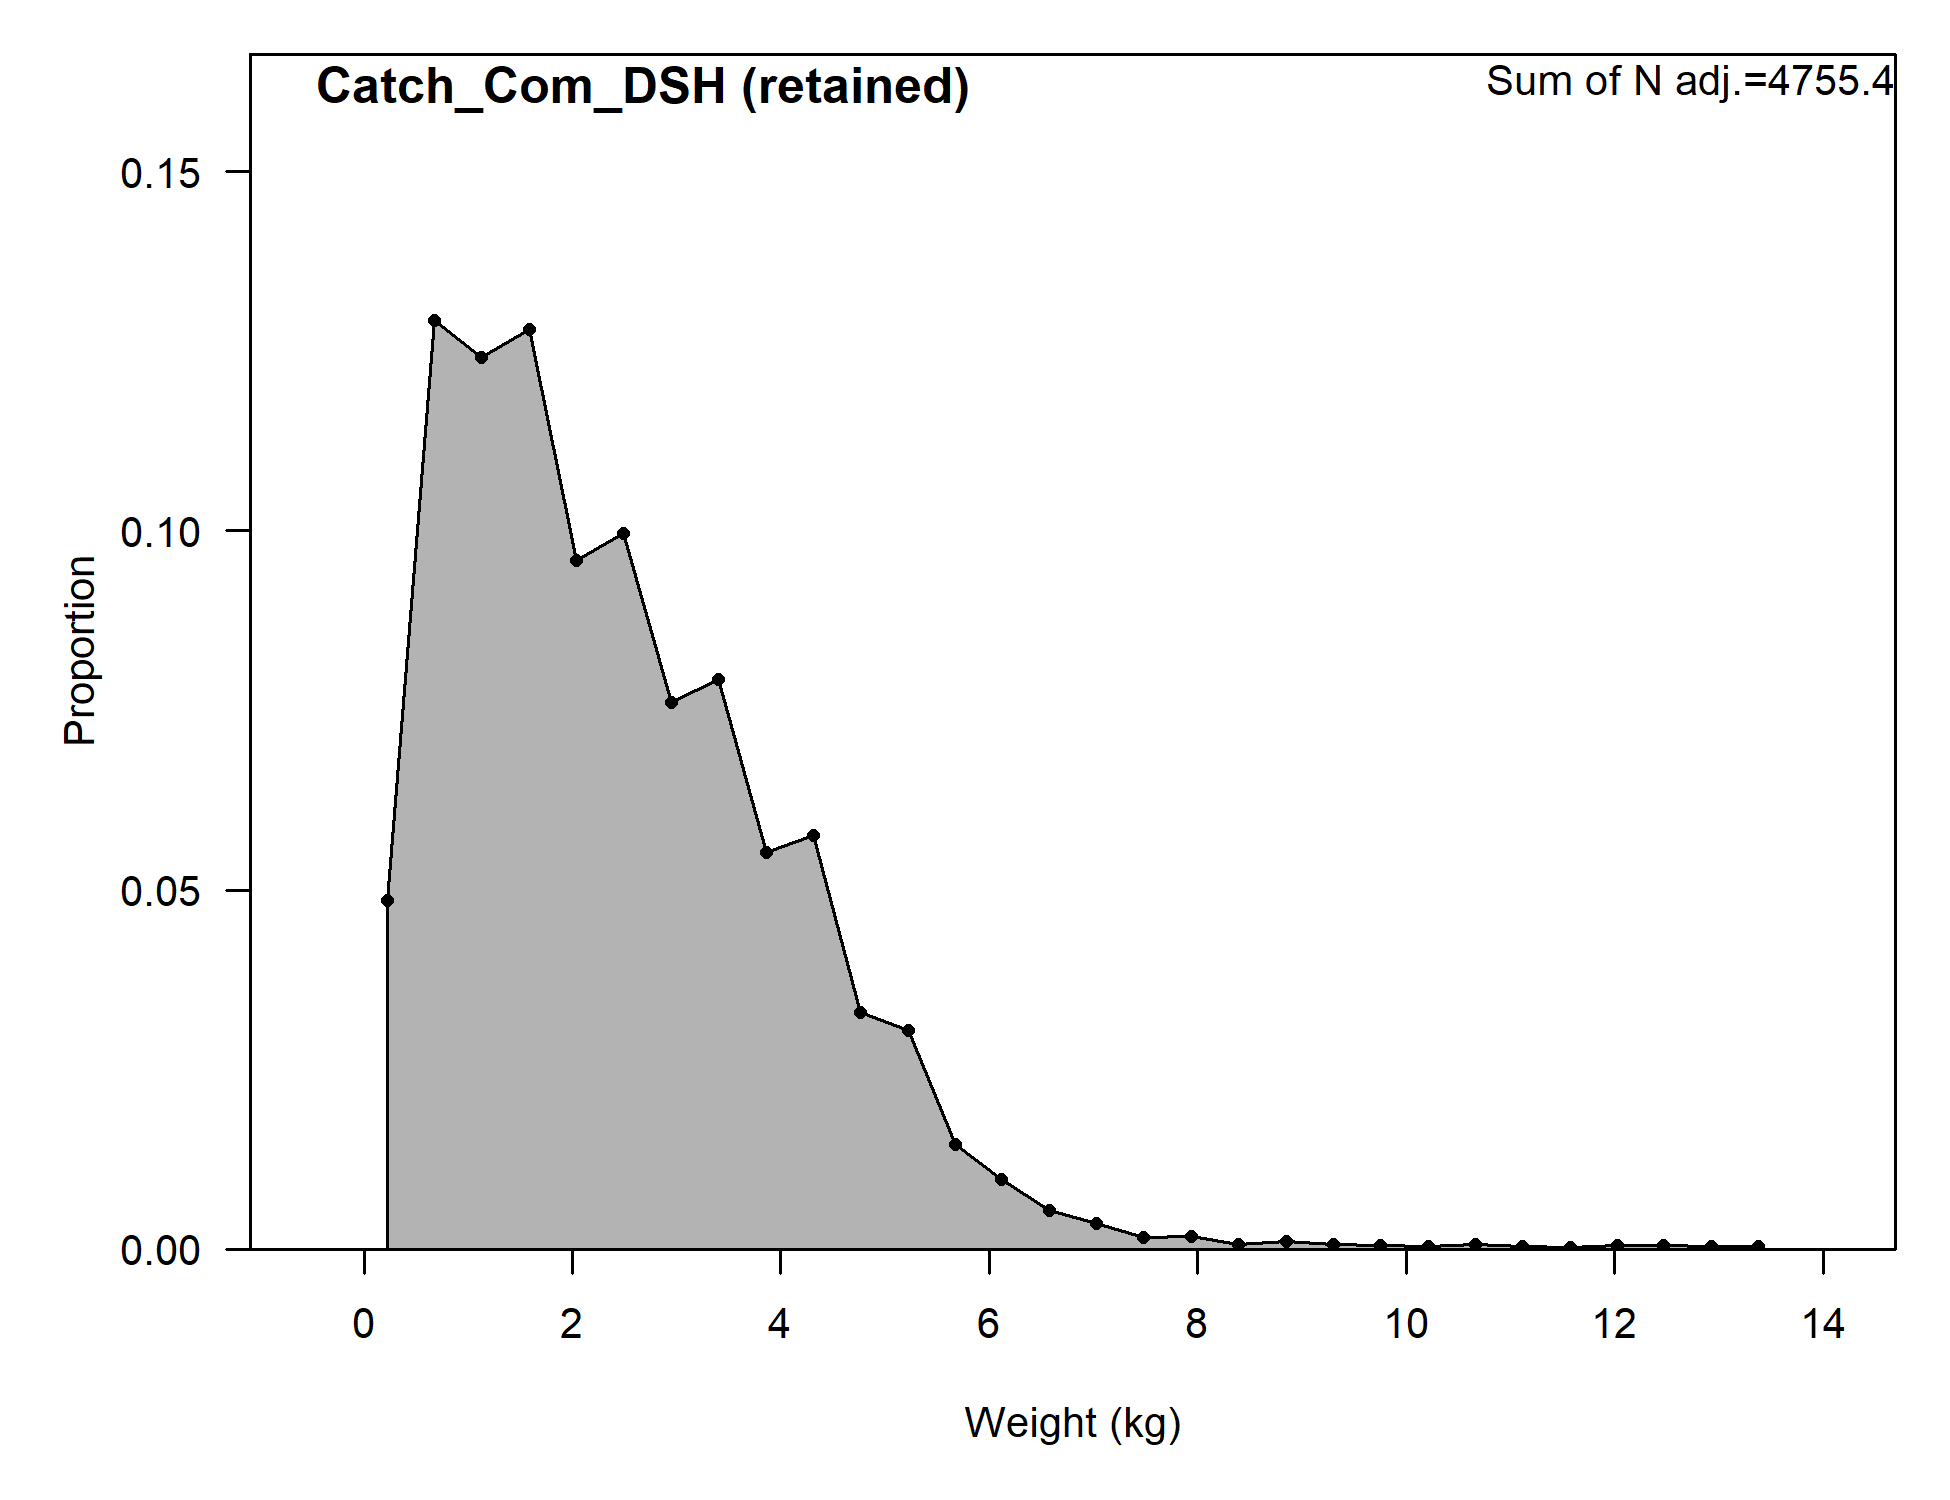 Catch_Com_DSH (retained)
Sum of N adj.=4755.4
0.15
0.10
0.05
0.00
Proportion
0 2 4 6 8 10 12 14
Weight (kg)